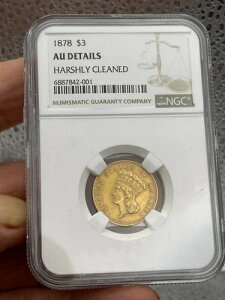 1878 $3
AU DETAILS
HARSHLY CLEANED
6887842-001
NUMISMATIC GUARANTY COMPANY
NGC